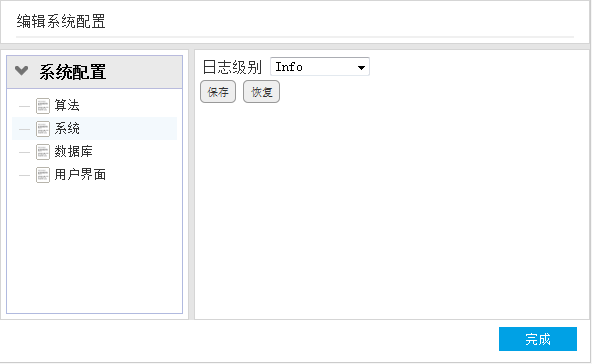 编辑系统配置
系统配置
算法
系统
数据库
用户界面
日志级别 Info
保存 恢复
完成